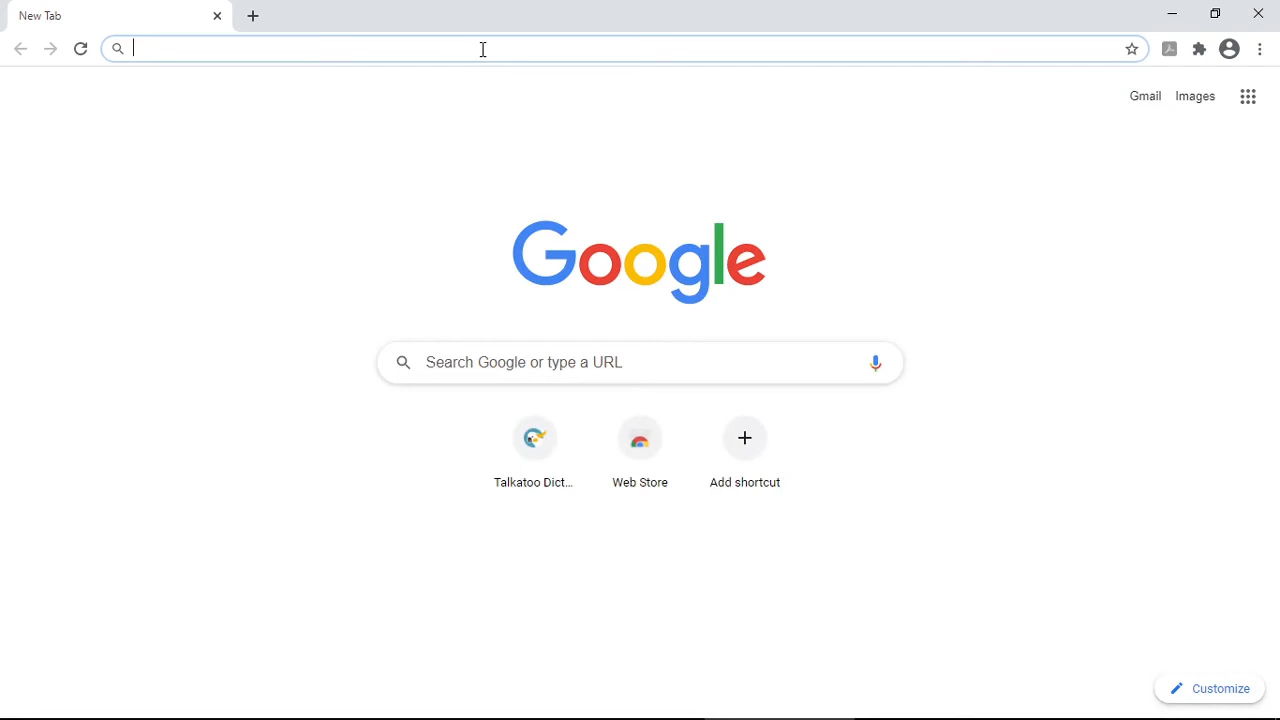 New Tab
Gmail Images
Google
Search Google or type a URL
Talkatoo Dict... Web Store Add shortcut
Customize